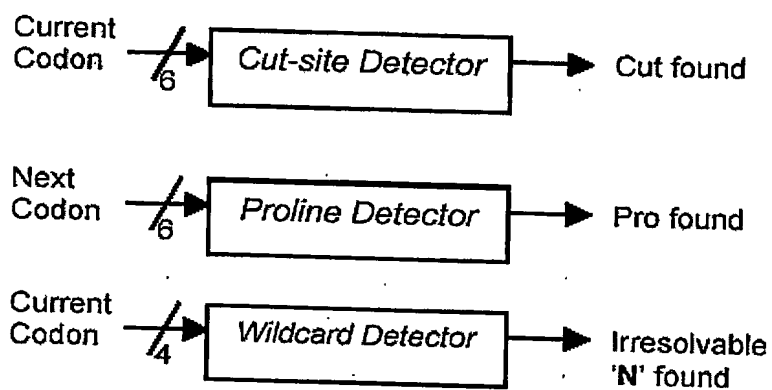 Current
Codon
6
Cut-site Detector
Cut found
Next
Codon
6
Proline Detector
Pro found
Current
Codon
4
Wildcard Detector
Irresolvable
'N' found